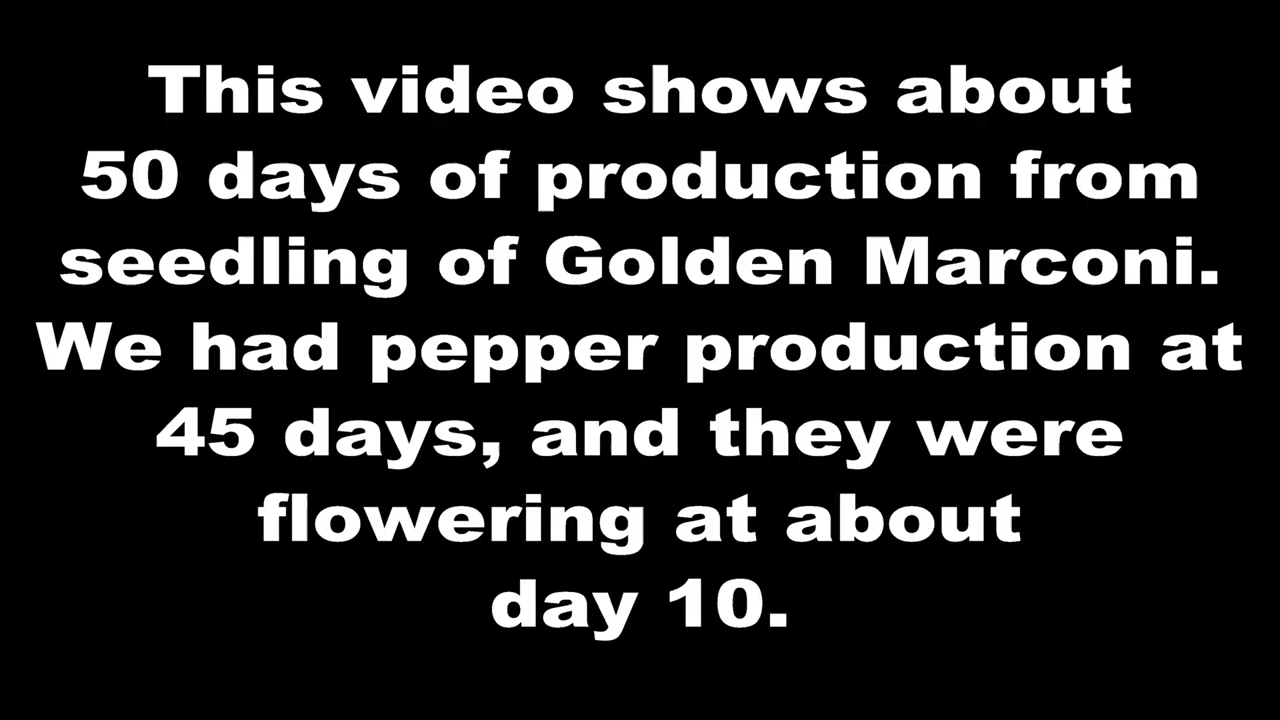 This video shows about
50 days of production from
seedling of Golden Marconi.
We had pepper production at
45 days, and they were
flowering at about
day 10.